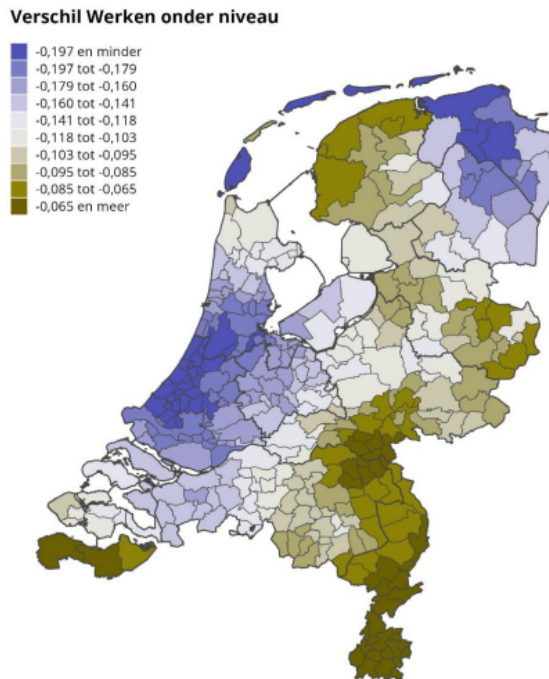 Verschil Werken onder niveau
-0,197 en minder
-0,197 tot -0,179
-0,179 tot -0,160
-0,160 tot -0,141
-0,141 tot -0,118
-0,118 tot -0,103
-0,103 tot -0,095
-0,095 tot -0,085
-0,085 tot -0,065
-0,065 en meer